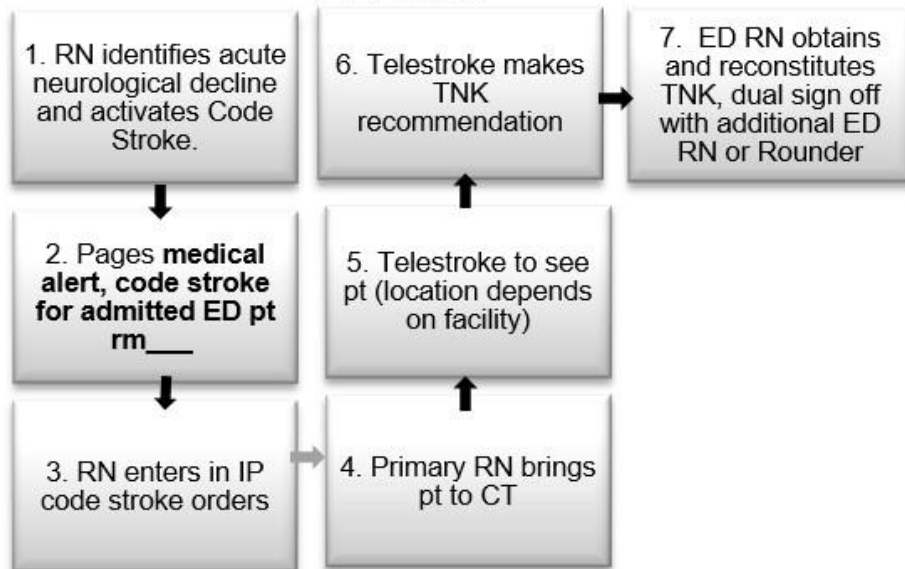 1. RN identifies acute
neurological decline
and activates Code
Stroke.
2. Pages medical
alert, code stroke
for admitted ED pt
rm___
3. RN enters in IP
code stroke orders
4. Primary RN brings
pt to CT
5. Telestroke to see
pt (location depends
on facility)
6. Telestroke makes
TNK
recommendation
7. ED RN obtains
and reconstitutes
TNK, dual sign off
with additional ED
RN or Rounder